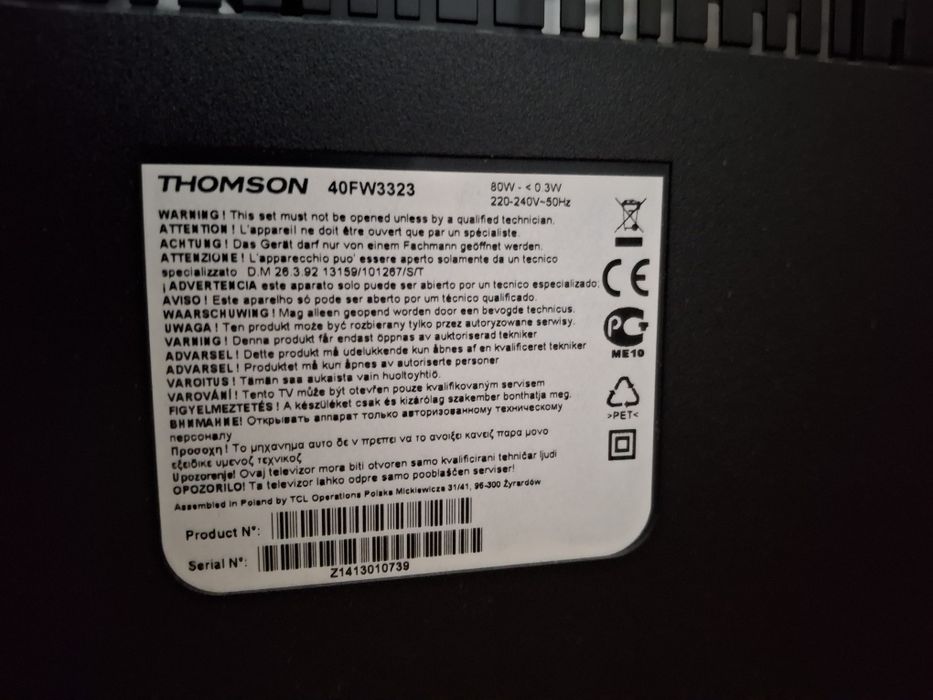 THOMSON 40FW3323
80W - < 0.3W
220-240V~50Hz
WARNING ! This set must not be opened unless by a qualified technician.
ATTENTION ! L'appareil ne doit être ouvert que par un spécialiste.
ACHTUNG ! Das Gerät darf nur von einem Fachmann geöffnet werden.
ATTENZIONE ! L'apparecchio puo' essere aperto solamente da un tecnico
specializzato D.M 26.3.92 13159/101267/S/T
¡ ADVERTENCIA este aparato solo puede ser abierto por un tecnico especializado;
AVISO ! Este aparelho só pode ser aberto por um técnico qualificado.
WAARSCHUWING ! Mag alleen geopend worden door een bevogde technicus.
UWAGA ! Ten produkt może być rozbierany tylko przez autoryzowane serwisy.
VARNING ! Denna produkt får endast öppnas av auktoriserad tekniker
ADVARSEL ! Dette produkt må udelukkende kun åbnes af en kvalificeret tekniker
ADVARSEL ! Produktet må kun åpnes av autoriserte personer
VAROITUS ! Tämän saa aukaista vain huoltoyhtiö.
VAROVÁNÍ ! Tento TV může být otevřen pouze kvalifikovaným servisem
FIGYELMEZTETÉS ! A készüléket csak és kizárólag szakember bonthatja meg.
ВНИМАНИЕ! Открывать аппарат только авторизованному техническому
персоналу
Προσοχη ! Το μηχανημα αυτο δε ν πρεπει να το ανοιξει κανεις παρα μονο
εξειδικε υμενος τεχνικος
Upozorenje! Ovaj televizor mora biti otvoren samo kvalificirani tehničar ljudi
OPOZORILO! Ta televizor lahko odpre samo pooblaščen serviser!
Assembled in Poland by TCL Operations Polska Mickiewicza 31/41, 96-300 Żyrardów
Product N°:
Serial N°:
Z1413010739
CE
PG
ME10
>PET<